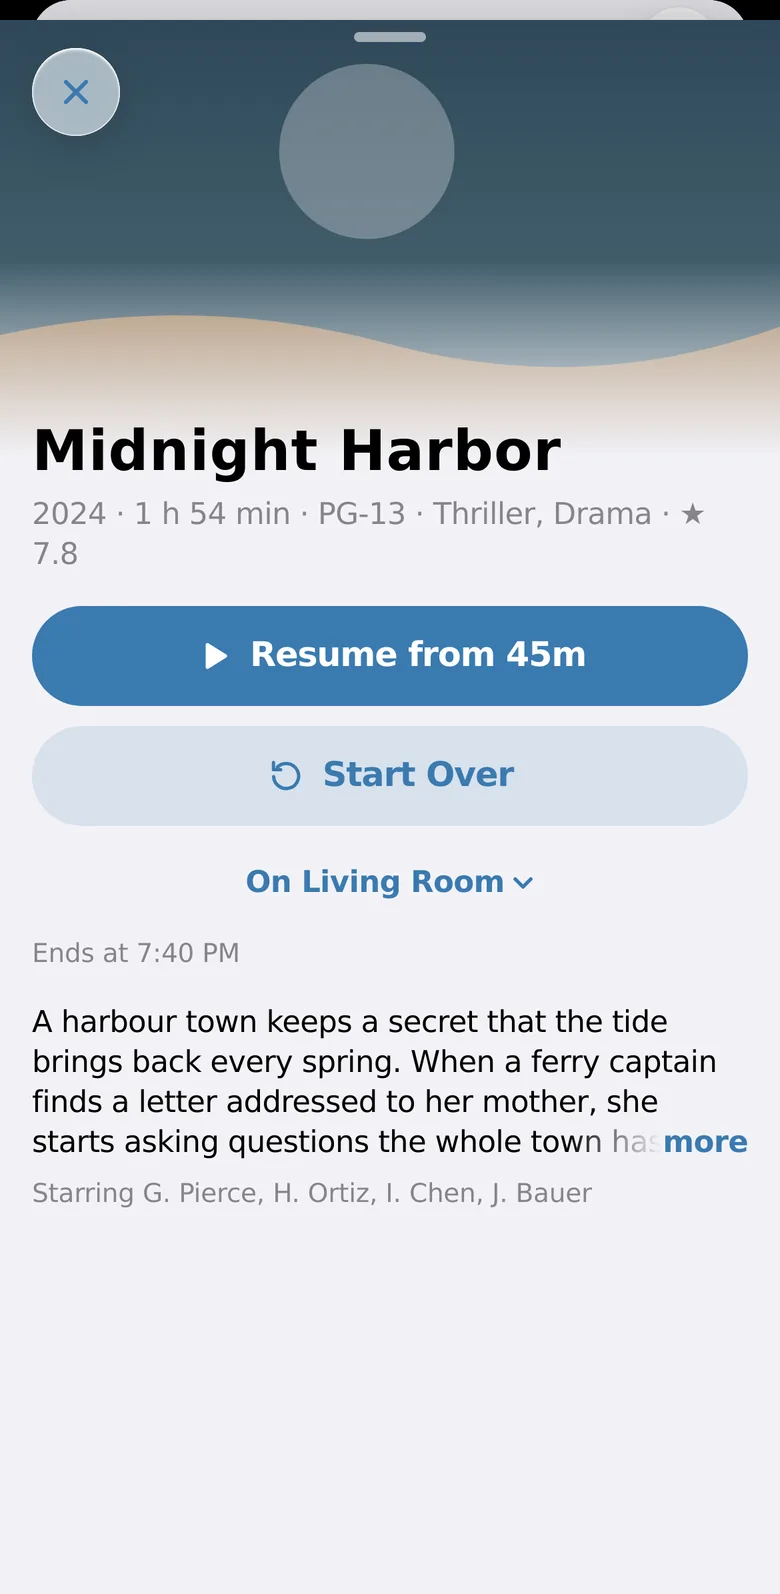 Midnight Harbor
2024 · 1 h 54 min · PG-13 · Thriller, Drama · ★
7.8
Resume from 45m
Start Over
On Living Room
Ends at 7:40 PM
A harbour town keeps a secret that the tide
brings back every spring. When a ferry captain
finds a letter addressed to her mother, she
starts asking questions the whole town has more
Starring G. Pierce, H. Ortiz, I. Chen, J. Bauer